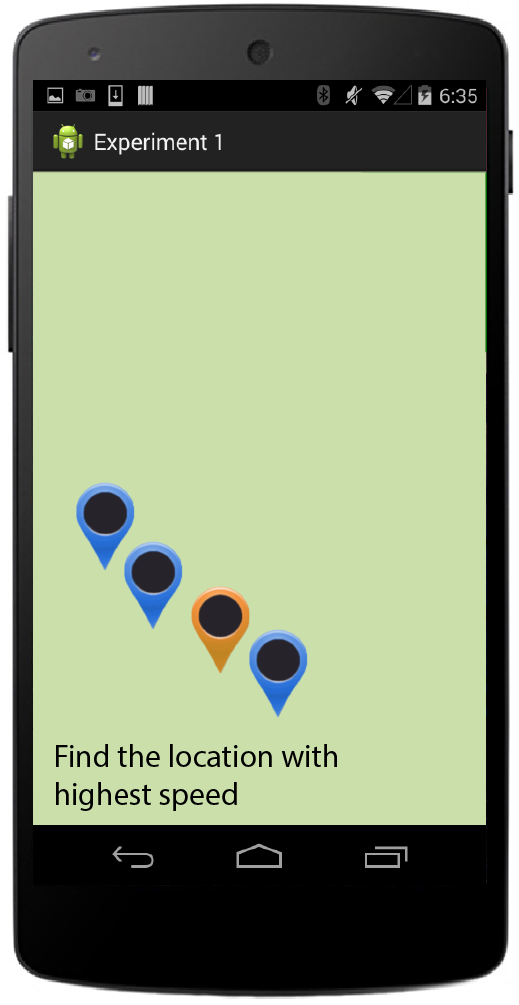 6:35
Experiment 1
Find the location with
highest speed